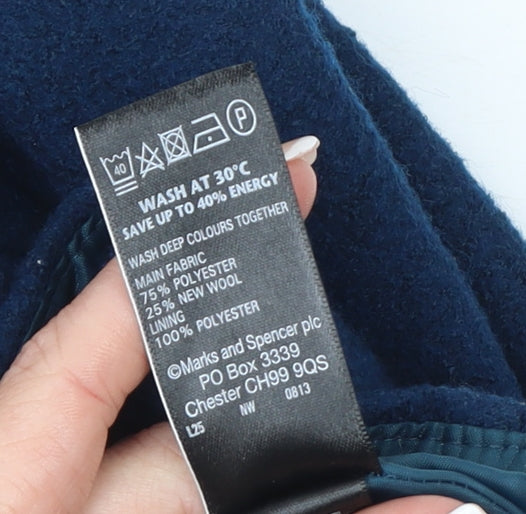 40 P
WASH AT 30°C
SAVE UP TO 40% ENERGY
WASH DEEP COLOURS TOGETHER
MAIN FABRIC
75% POLYESTER
25% NEW WOOL
LINING
100% POLYESTER
©Marks and Spencer plc
PO Box 3339
Chester CH99 9QS
L25 NW 0813